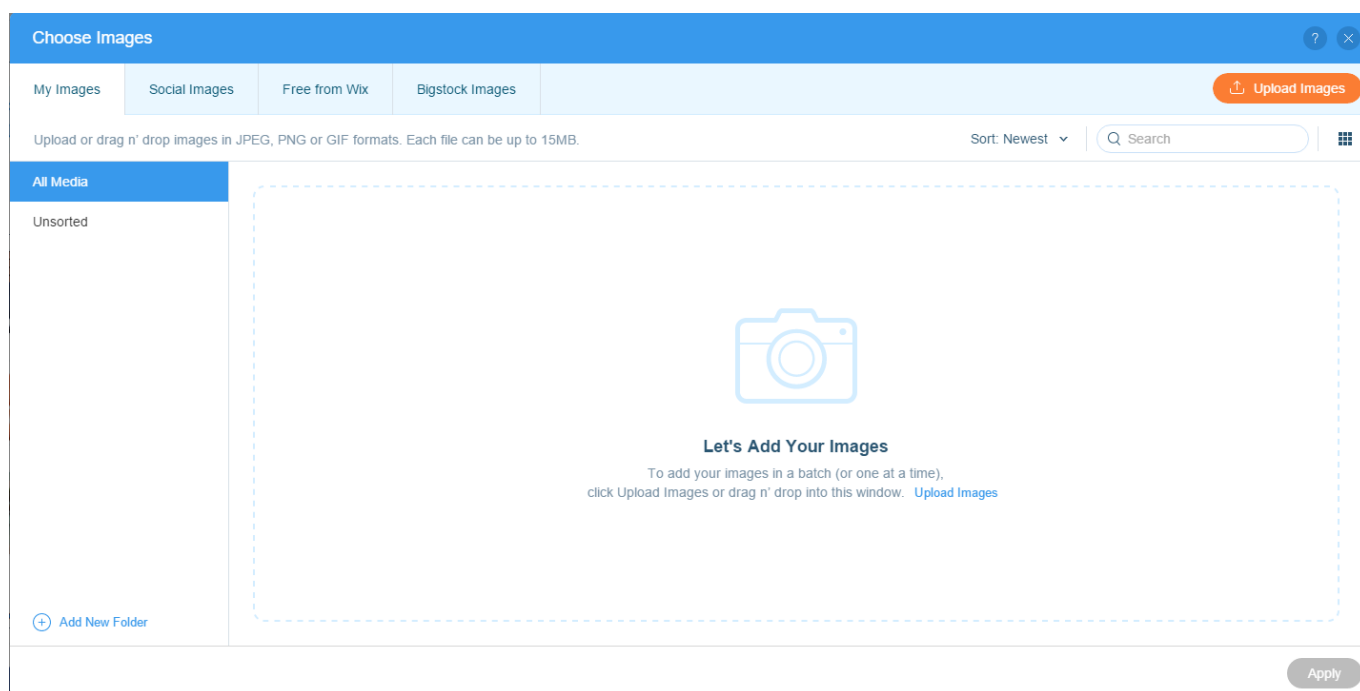 Choose Images
?
My Images
Social Images
Free from Wix
Bigstock Images
Upload Images
Upload or drag n' drop images in JPEG, PNG or GIF formats. Each file can be up to 15MB.
Sort: Newest
Search
All Media
Unsorted
Let's Add Your Images
To add your images in a batch (or one at a time),
click Upload Images or drag n' drop into this window. Upload Images
Add New Folder
Apply